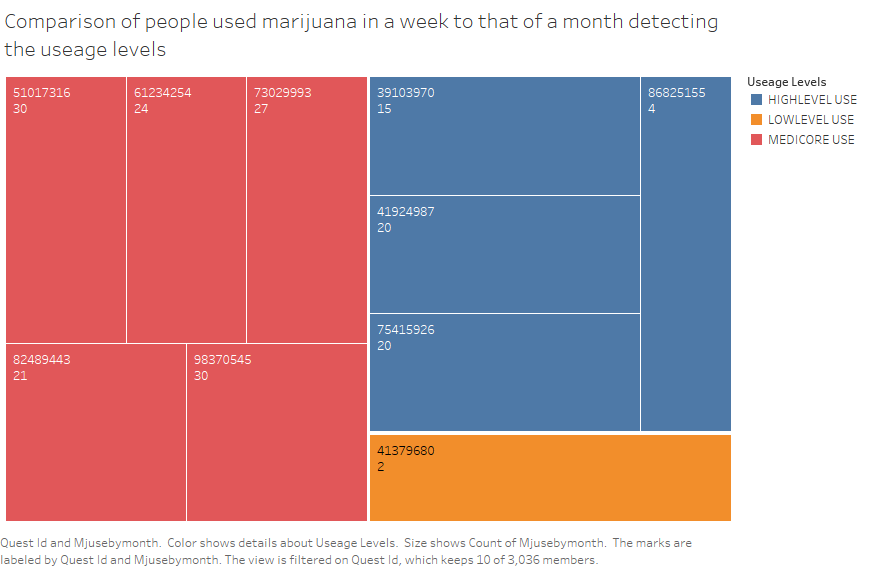 Comparison of people used marijuana in a week to that of a month detecting
the useage levels
51017316
30
61234254
24
73029993
27
82489443
21
98370545
30
39103970
15
41924987
20
75415926
20
86825155
4
41379680
2
Useage Levels
HIGHLEVEL USE
LOWLEVEL USE
MEDICORE USE
Quest Id and Mjusebymonth.  Color shows details about Useage Levels.  Size shows Count of Mjusebymonth.  The marks are
labeled by Quest Id and Mjusebymonth. The view is filtered on Quest Id, which keeps 10 of 3,036 members.